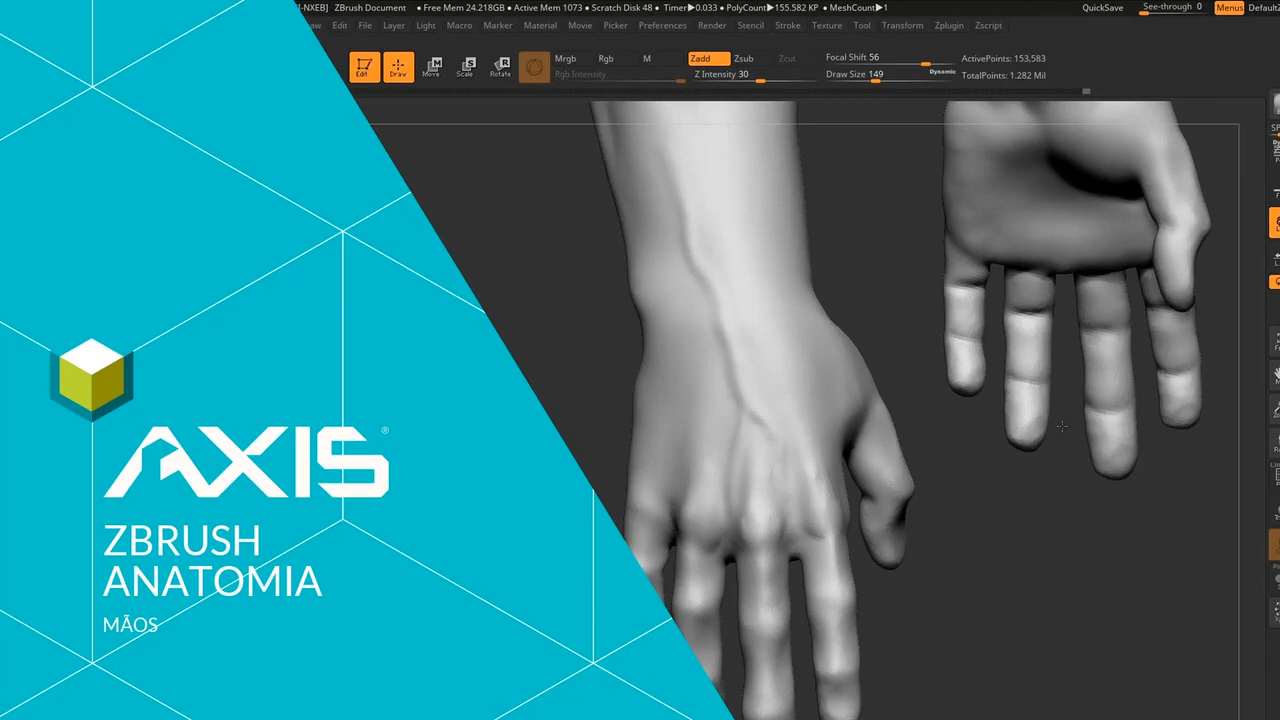 -NXEB] ZBrush Document • Free Mem 24.218GB • Active Mem 1073 • Scratch Disk 48 • Timer▶0.033 • PolyCount▶155.582 KP • MeshCount▶1 QuickSave See-through 0 Menus Default
Edit File Layer Light Macro Marker Material Movie Picker Preferences Render Stencil Stroke Texture Tool Transform Zplugin Zscript
Mrgb Rgb M Zadd Zsub Zcut Focal Shift 56 ActivePoints: 153,583
Edit Draw Move Scale Rotate Rgb Intensity Z Intensity 30 Draw Size 149 Dynamic TotalPoints: 1.282 Mil
AXIS®
ZBRUSH
ANATOMIA
MÃOS